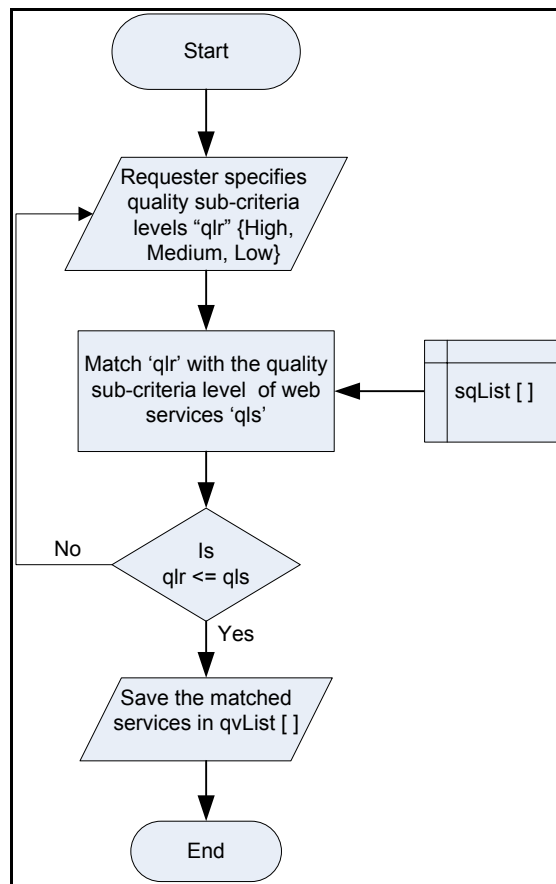 Start
Requester specifies
quality sub-criteria
levels “qlr” {High,
Medium, Low}
Match ‘qlr’ with the quality
sub-criteria level of web
services ‘qls’
sqList [ ]
Is
qlr <= qls
No
Yes
Save the matched
services in qvList [ ]
End